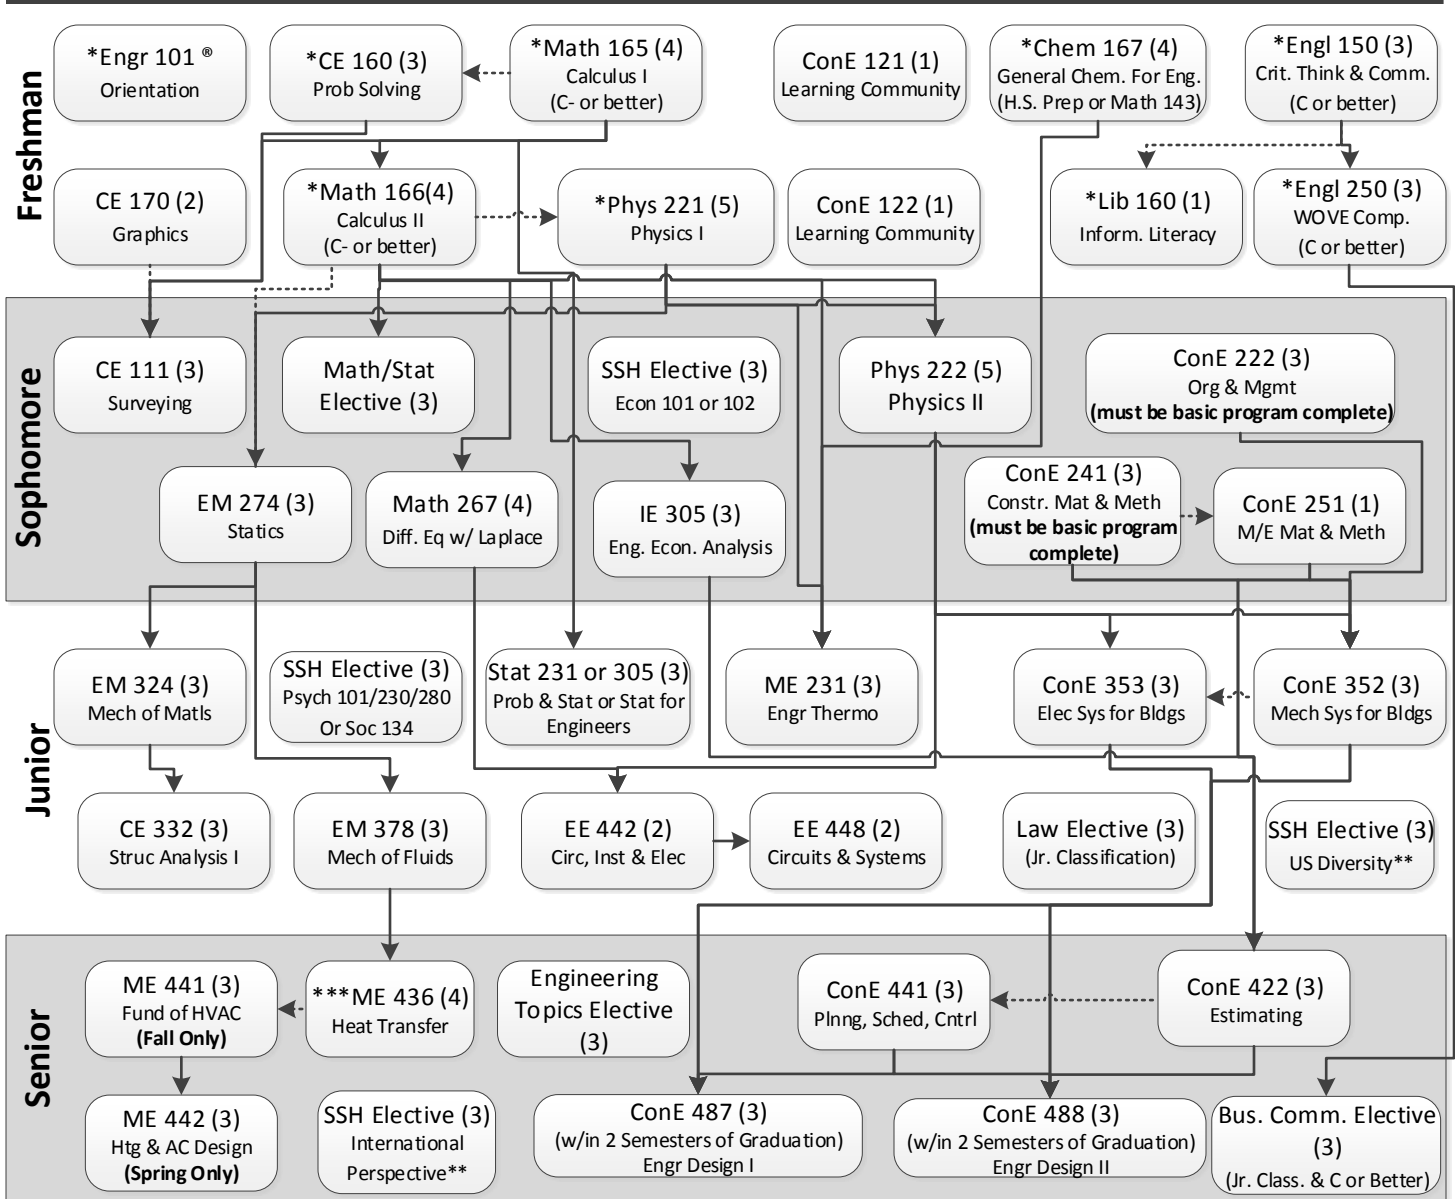 Freshman
*Engr 101 ®
Orientation
*CE 160 (3)
Prob Solving
*Math 165 (4)
Calculus I
(C- or better)
ConE 121 (1)
Learning Community
*Chem 167 (4)
General Chem. For Eng.
(H.S. Prep or Math 143)
*Engl 150 (3)
Crit. Think & Comm.
(C or better)
CE 170 (2)
Graphics
*Math 166(4)
Calculus II
(C- or better)
*Phys 221 (5)
Physics I
ConE 122 (1)
Learning Community
*Lib 160 (1)
Inform. Literacy
*Engl 250 (3)
WOVE Comp.
(C or better)
Sophomore
CE 111 (3)
Surveying
Math/Stat
Elective (3)
SSH Elective (3)
Econ 101 or 102
Phys 222 (5)
Physics II
ConE 222 (3)
Org & Mgmt
(must be basic program complete)
EM 274 (3)
Statics
Math 267 (4)
Diff. Eq w/ Laplace
IE 305 (3)
Eng. Econ. Analysis
ConE 241 (3)
Constr. Mat & Meth
(must be basic program
complete)
ConE 251 (1)
M/E Mat & Meth
Junior
EM 324 (3)
Mech of Matls
SSH Elective (3)
Psych 101/230/280
Or Soc 134
Stat 231 or 305 (3)
Prob & Stat or Stat for
Engineers
ME 231 (3)
Engr Thermo
ConE 353 (3)
Elec Sys for Bldgs
ConE 352 (3)
Mech Sys for Bldgs
CE 332 (3)
Struc Analysis I
EM 378 (3)
Mech of Fluids
EE 442 (2)
Circ, Inst & Elec
EE 448 (2)
Circuits & Systems
Law Elective (3)
(Jr. Classification)
SSH Elective (3)
US Diversity**
Senior
ME 441 (3)
Fund of HVAC
(Fall Only)
***ME 436 (4)
Heat Transfer
Engineering
Topics Elective
(3)
ConE 441 (3)
Plnng, Sched, Cntrl
ConE 422 (3)
Estimating
ME 442 (3)
Htg & AC Design
(Spring Only)
SSH Elective (3)
International
Perspective**
ConE 487 (3)
(w/in 2 Semesters of Graduation)
Engr Design I
ConE 488 (3)
(w/in 2 Semesters of Graduation)
Engr Design II
Bus. Comm. Elective
(3)
(Jr. Class. & C or Better)